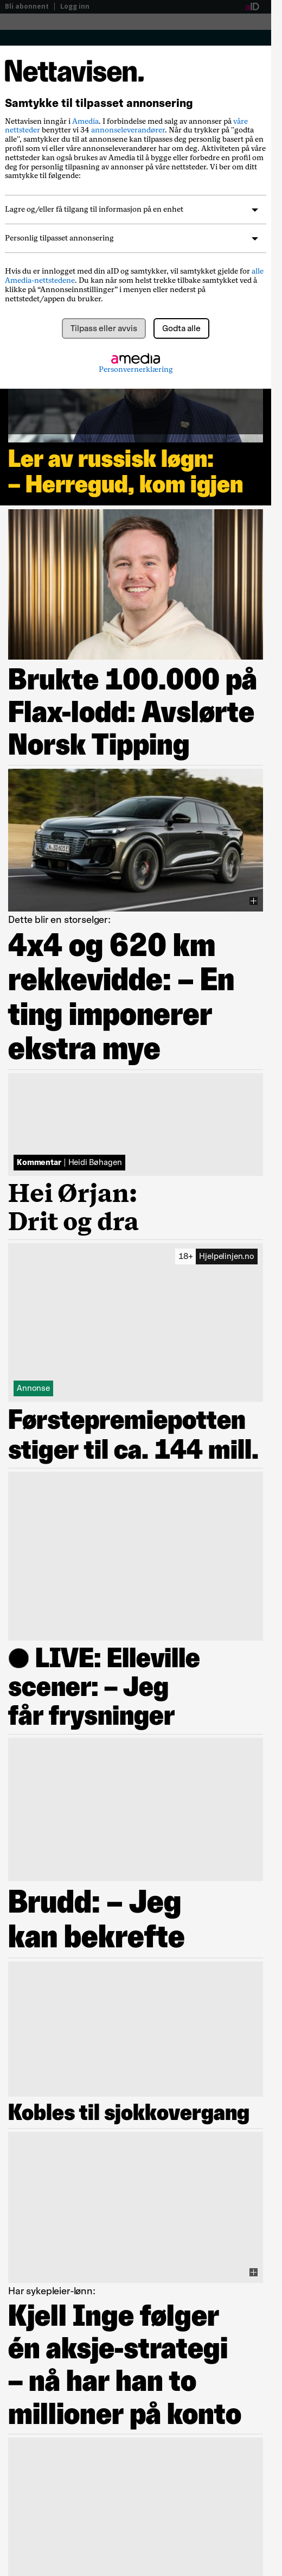 Bli abonnent | Logg inn
aID
Nettavisen.
Samtykke til tilpasset annonsering
Nettavisen inngår i Amedia. I forbindelse med salg av annonser på våre
nettsteder benytter vi 34 annonseleverandører. Når du trykker på "godta
alle", samtykker du til at annonsene kan tilpasses deg personlig basert på en
profil som vi eller våre annonseleverandører har om deg. Aktiviteten på våre
nettsteder kan også brukes av Amedia til å bygge eller forbedre en profil om
deg for personlig tilpasning av annonser på våre nettsteder. Vi ber om ditt
samtykke til følgende:
Lagre og/eller få tilgang til informasjon på en enhet
Personlig tilpasset annonsering
Hvis du er innlogget med din aID og samtykker, vil samtykket gjelde for alle
Amedia-nettstedene. Du kan når som helst trekke tilbake samtykket ved å
klikke på “Annonseinnstillinger” i menyen eller nederst på
nettstedet/appen du bruker.
Tilpass eller avvis
Godta alle
amedia
Personvernerklæring
Ler av russisk løgn:
– Herregud, kom igjen
Brukte 100.000 på
Flax-lodd: Avslørte
Norsk Tipping
Dette blir en storselger:
4x4 og 620 km
rekkevidde: – En
ting imponerer
ekstra mye
Kommentar | Heidi Bøhagen
Hei Ørjan:
Drit og dra
18+ Hjelpelinjen.no
Annonse
Førstepremiepotten
stiger til ca. 144 mill.
● LIVE: Elleville
scener: – Jeg
får frysninger
Brudd: – Jeg
kan bekrefte
Kobles til sjokkovergang
Har sykepleier-lønn:
Kjell Inge følger
én aksje-strategi
– nå har han to
millioner på konto